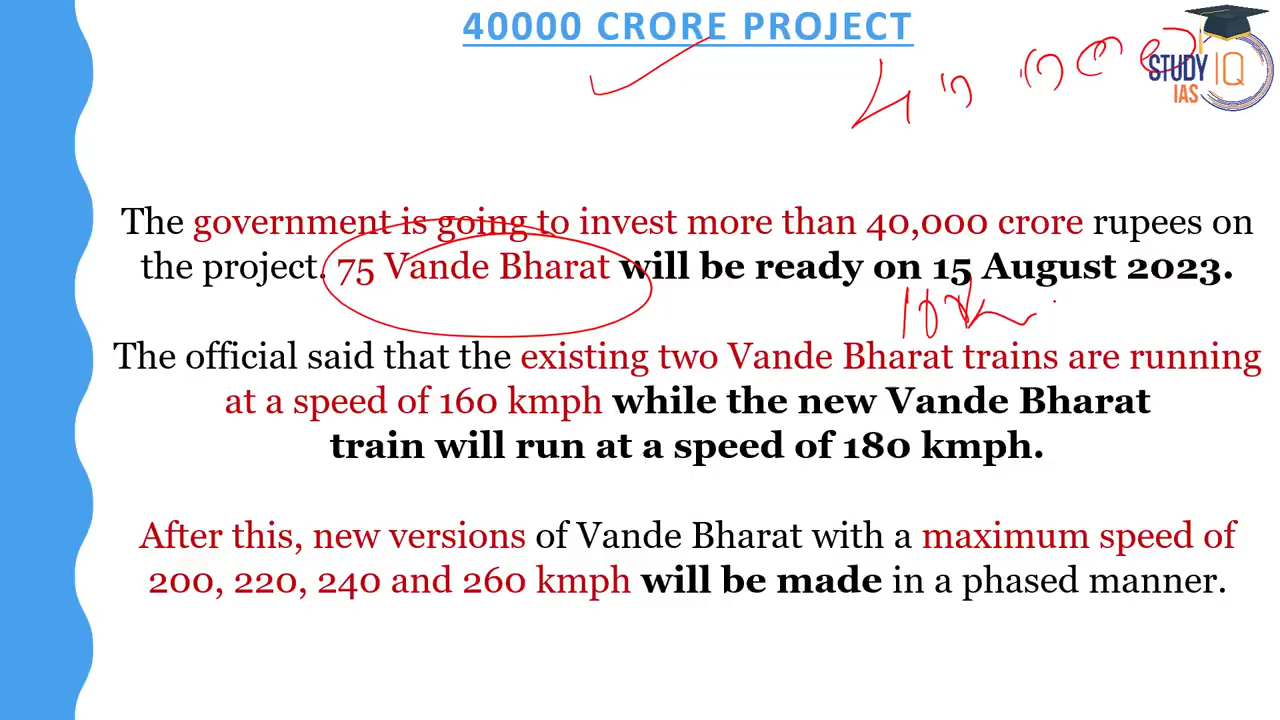 40000 CRORE PROJECT
STUDY IQ
IAS
The government is going to invest more than 40,000 crore rupees on
the project. 75 Vande Bharat will be ready on 15 August 2023.
The official said that the existing two Vande Bharat trains are running
at a speed of 160 kmph while the new Vande Bharat
train will run at a speed of 180 kmph.
After this, new versions of Vande Bharat with a maximum speed of
200, 220, 240 and 260 kmph will be made in a phased manner.